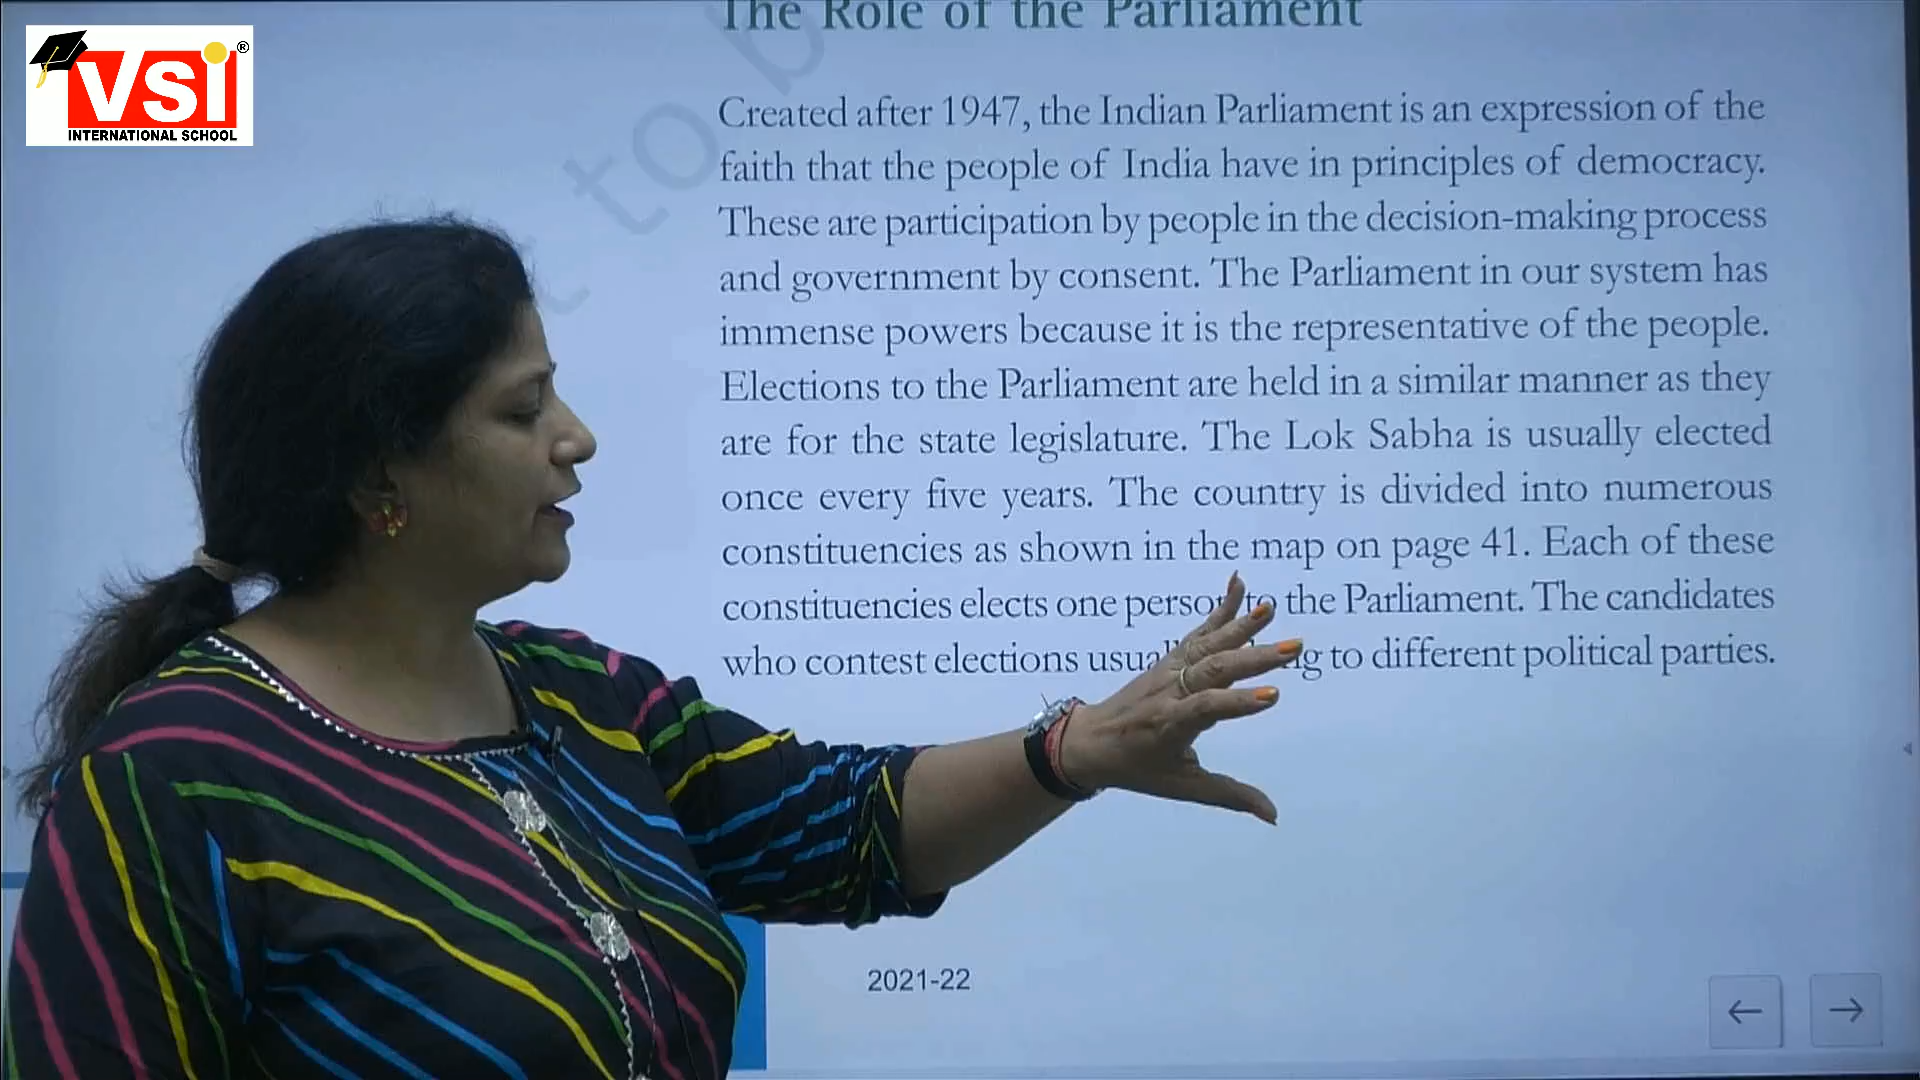 VSI®
INTERNATIONAL SCHOOL
The Role of the Parliament
Created after 1947, the Indian Parliament is an expression of the
faith that the people of India have in principles of democracy.
These are participation by people in the decision-making process
and government by consent. The Parliament in our system has
immense powers because it is the representative of the people.
Elections to the Parliament are held in a similar manner as they
are for the state legislature. The Lok Sabha is usually elected
once every five years. The country is divided into numerous
constituencies as shown in the map on page 41. Each of these
constituencies elects one person to the Parliament. The candidates
who contest elections to different political parties.
to b
2021-22